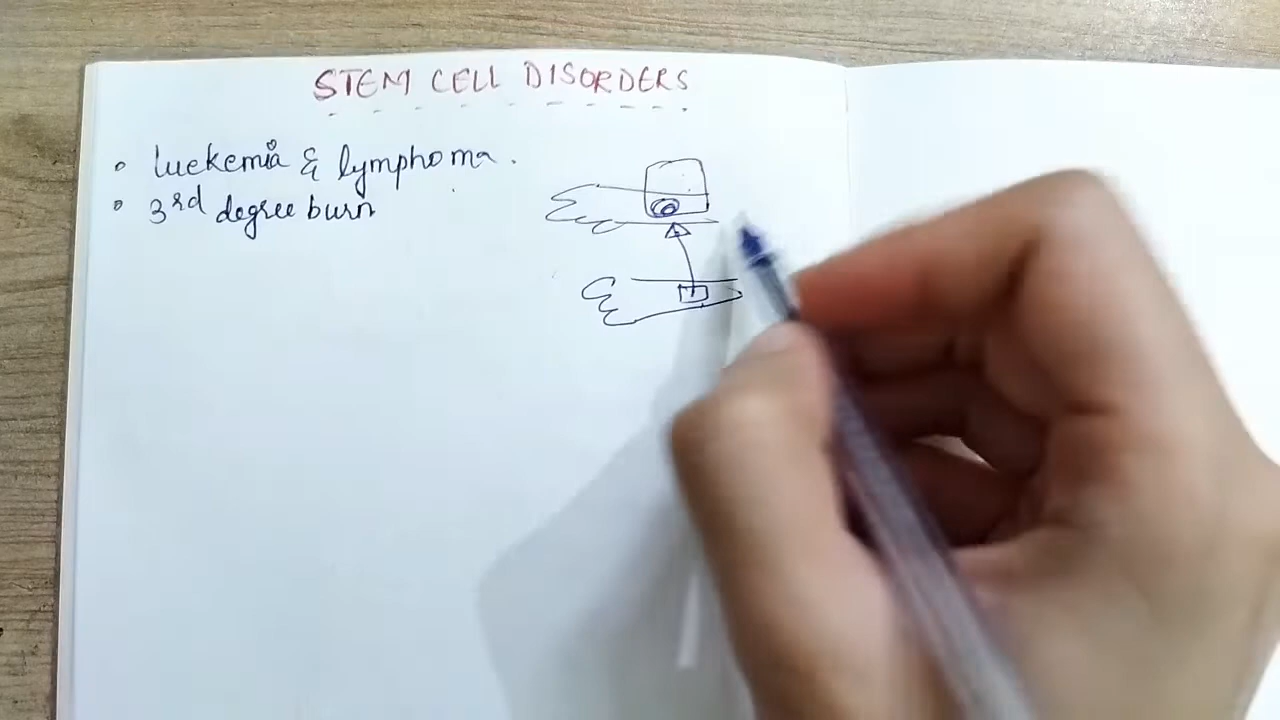 STEM CELL DISORDERS
• luekemia & lymphoma.
• 3rd degree burn